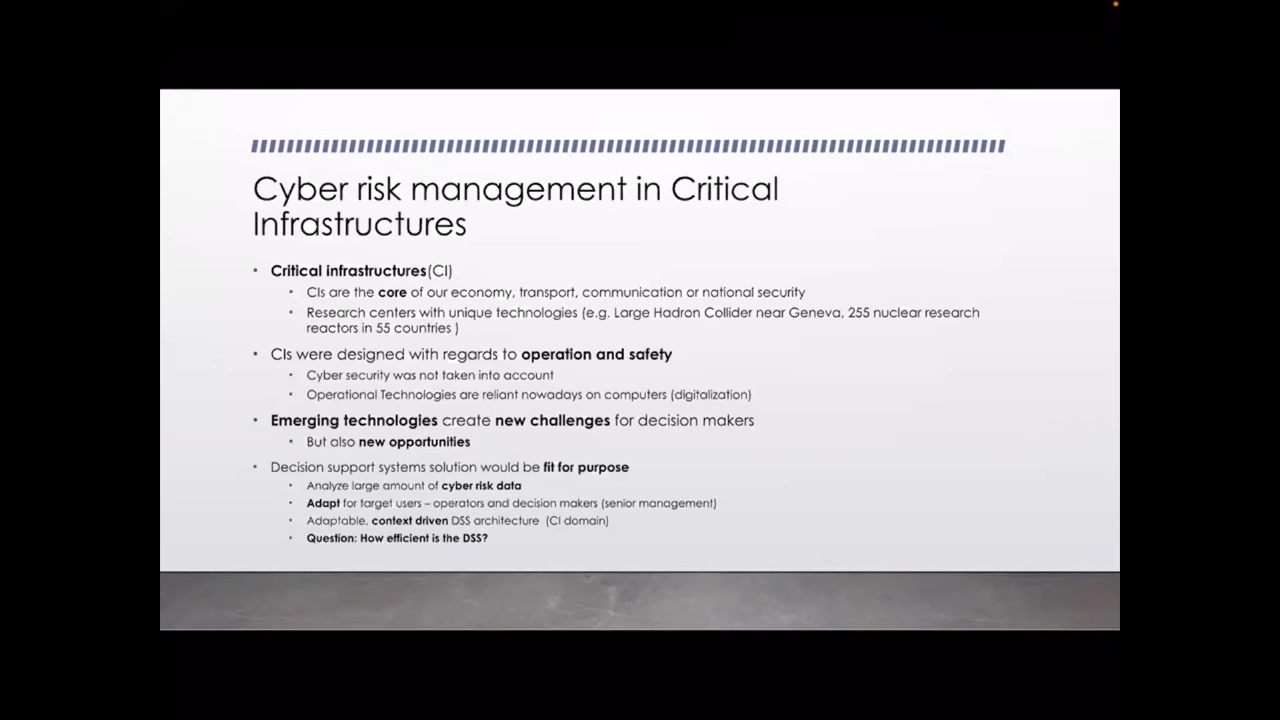 Cyber risk management in Critical
Infrastructures
• Critical infrastructures(CI)
• CIs are the core of our economy, transport, communication or national security
• Research centers with unique technologies (e.g. Large Hadron Collider near Geneva, 255 nuclear research
reactors in 55 countries )
• CIs were designed with regards to operation and safety
• Cyber security was not taken into account
• Operational Technologies are reliant nowadays on computers (digitalization)
• Emerging technologies create new challenges for decision makers
• But also new opportunities
• Decision support systems solution would be fit for purpose
• Analyze large amount of cyber risk data
• Adapt for target users – operators and decision makers (senior management)
• Adaptable, context driven DSS architecture (CI domain)
• Question: How efficient is the DSS?